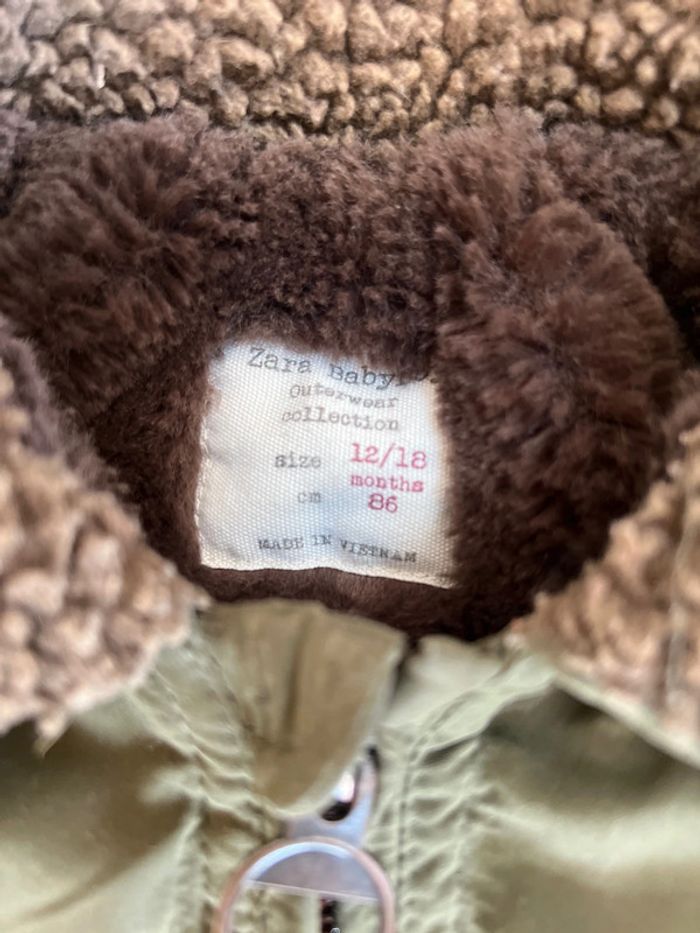 Zara Baby
outerwear
collection
size 12/18
months
cm 86
MADE IN VIETNAM